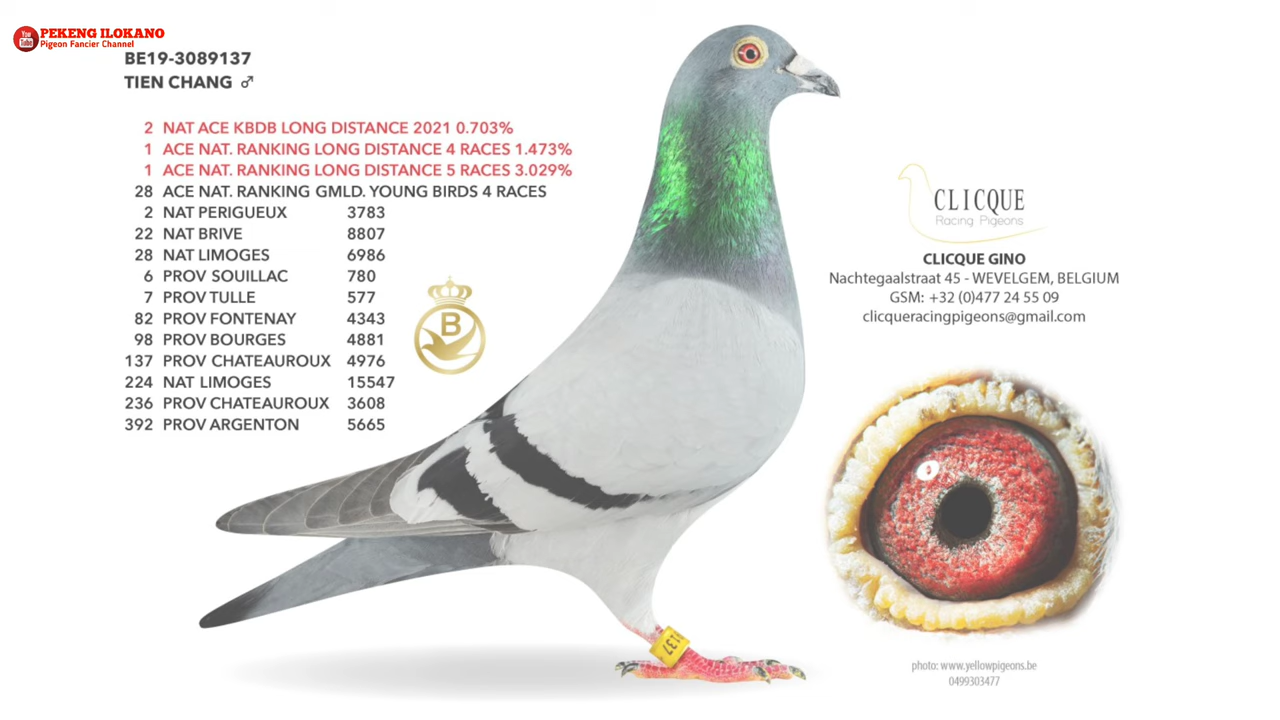 You
Tube
PEKENG ILOKANO
Pigeon Fancier Channel
BE19-3089137
TIEN CHANG ♂
2 NAT ACE KBDB LONG DISTANCE 2021 0.703%
1 ACE NAT. RANKING LONG DISTANCE 4 RACES 1.473%
1 ACE NAT. RANKING LONG DISTANCE 5 RACES 3.029%
28 ACE NAT. RANKING GMLD. YOUNG BIRDS 4 RACES
2 NAT PERIGUEUX 3783
22 NAT BRIVE 8807
28 NAT LIMOGES 6986
6 PROV SOUILLAC 780
7 PROV TULLE 577
82 PROV FONTENAY 4343
98 PROV BOURGES 4881
137 PROV CHATEAUROUX 4976
224 NAT LIMOGES 15547
236 PROV CHATEAUROUX 3608
392 PROV ARGENTON 5665
B
CLICQUE
Racing Pigeons
CLICQUE GINO
Nachtegaalstraat 45 - WEVELGEM, BELGIUM
GSM: +32 (0)477 24 55 09
clicqueracingpigeons@gmail.com
137
photo: www.yellowpigeons.be
0499303477